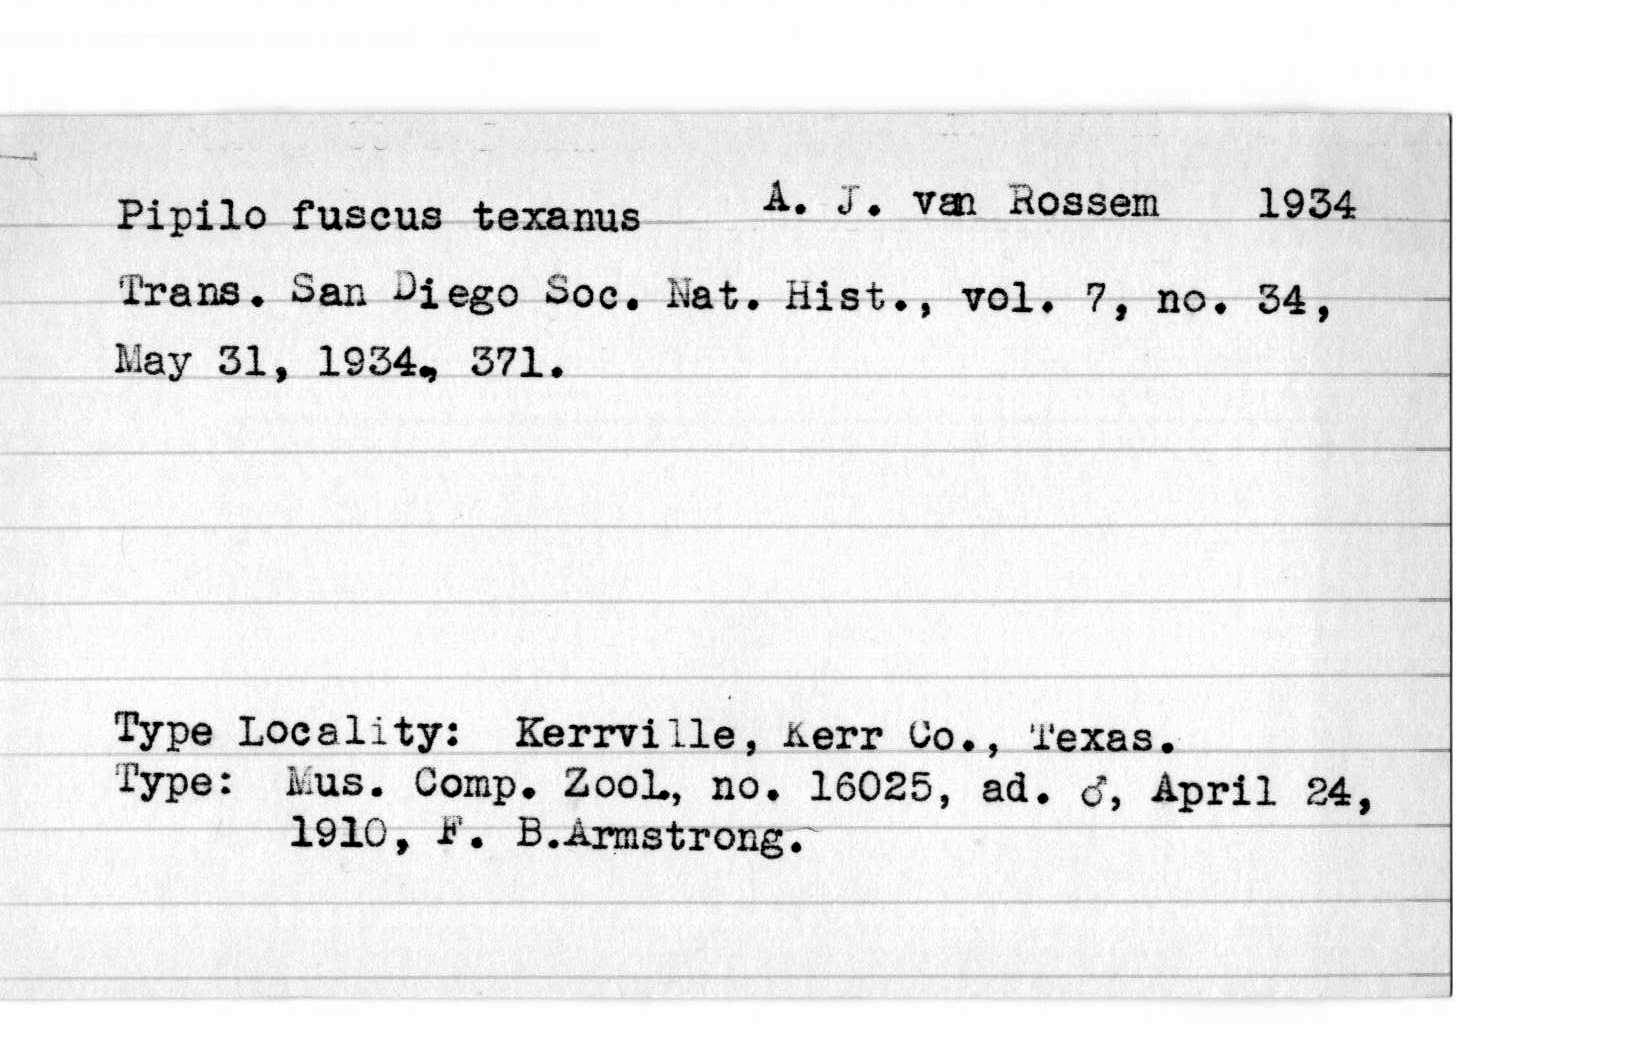 Pipilo fuscus texanus A. J. van Rossem 1934
Trans. San Diego Soc. Nat. Hist., vol. 7, no. 34,
May 31, 1934, 371.
Type Locality: Kerrville, Kerr Co., Texas.
Type: Mus. Comp. Zool., no. 16025, ad. ♂, April 24,
1910, F. B.Armstrong.